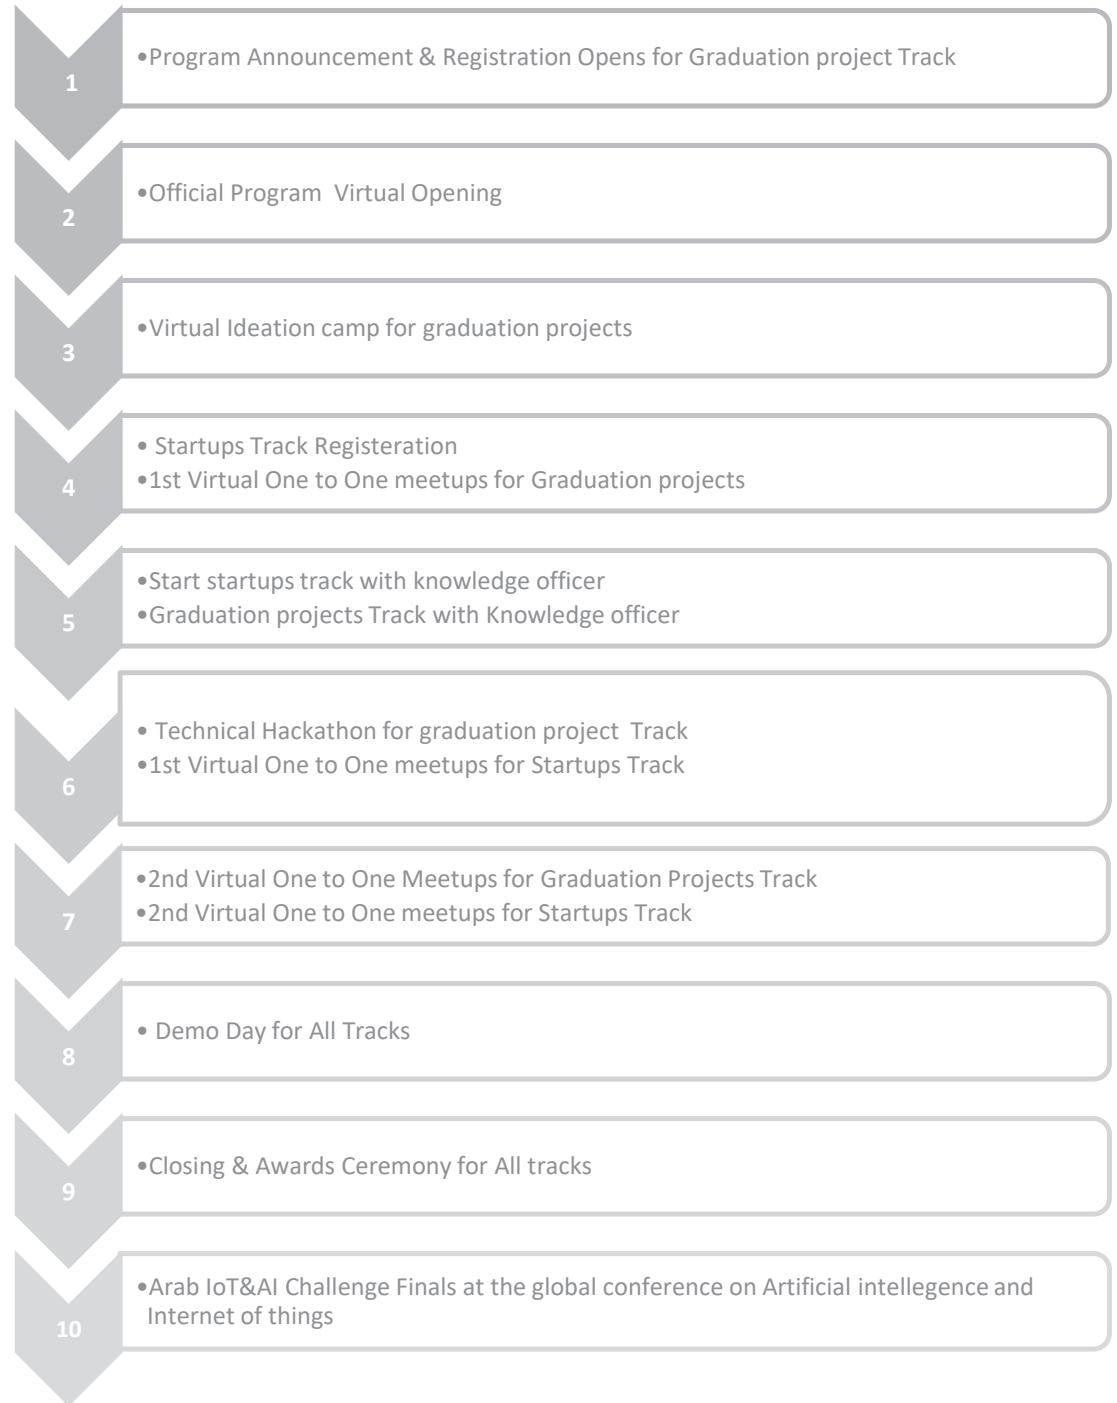 1
•Program Announcement & Registration Opens for Graduation project Track
2
•Official Program  Virtual Opening
3
•Virtual Ideation camp for graduation projects
4
• Startups Track Registeration
•1st Virtual One to One meetups for Graduation projects
5
•Start startups track with knowledge officer
•Graduation projects Track with Knowledge officer
6
• Technical Hackathon for graduation project  Track
•1st Virtual One to One meetups for Startups Track
7
•2nd Virtual One to One Meetups for Graduation Projects Track
•2nd Virtual One to One meetups for Startups Track
8
• Demo Day for All Tracks
9
•Closing & Awards Ceremony for All tracks
10
•Arab IoT&AI Challenge Finals at the global conference on Artificial intellegence and
Internet of things